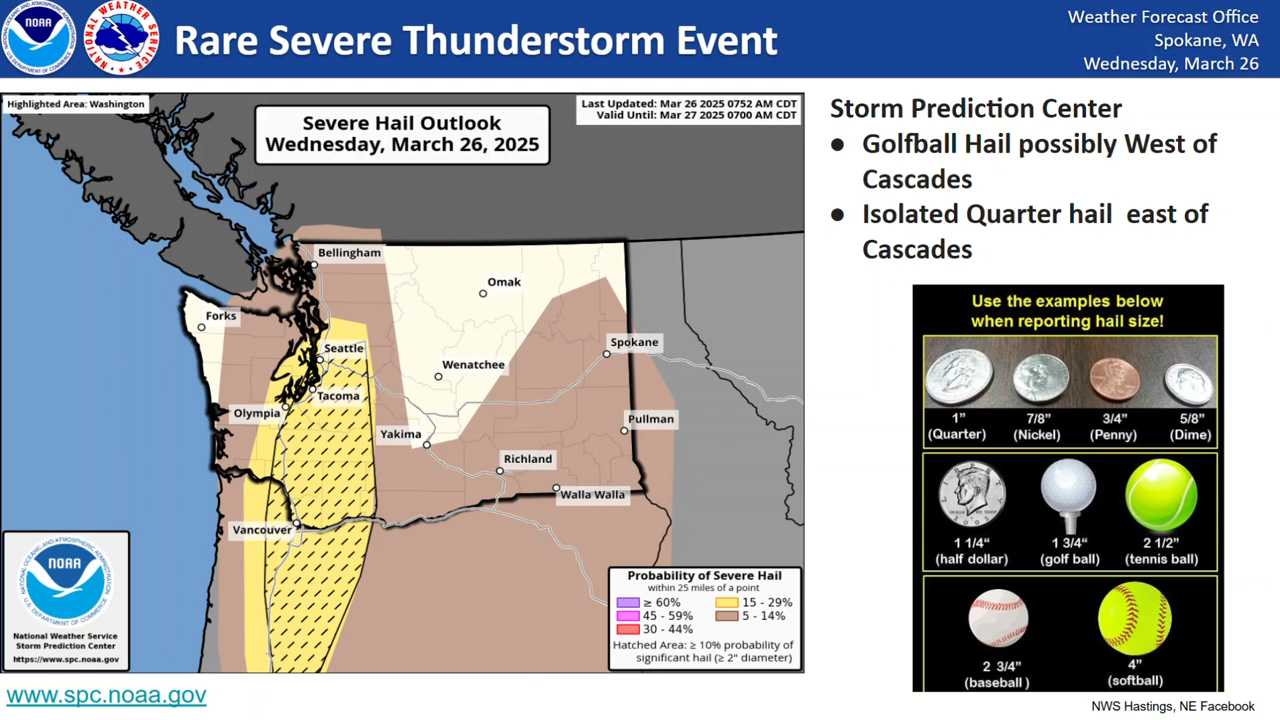 NOAA
NATIONAL WEATHER SERVICE
Rare Severe Thunderstorm Event
Weather Forecast Office
Spokane, WA
Wednesday, March 26
Highlighted Area: Washington
Severe Hail Outlook
Wednesday, March 26, 2025
Last Updated: Mar 26 2025 0752 AM CDT
Valid Until: Mar 27 2025 0700 AM CDT
Bellingham
Omak
Forks
Seattle
Spokane
Wenatchee
Tacoma
Olympia
Pullman
Yakima
Richland
Walla Walla
Vancouver
NOAA
National Weather Service
Storm Prediction Center
https://www.spc.noaa.gov
Probability of Severe Hail
within 25 miles of a point
≥ 60%
15 - 29%
45 - 59%
5 - 14%
30 - 44%
Hatched Area: ≥ 10% probability of
significant hail (≥ 2" diameter)
www.spc.noaa.gov
Storm Prediction Center
● Golfball Hail possibly West of
Cascades
● Isolated Quarter hail east of
Cascades
Use the examples below
when reporting hail size!
1" 7/8" 3/4" 5/8"
(Quarter) (Nickel) (Penny) (Dime)
1 1/4" 1 3/4" 2 1/2"
(half dollar) (golf ball) (tennis ball)
2 3/4" 4"
(baseball) (softball)
NWS Hastings, NE Facebook